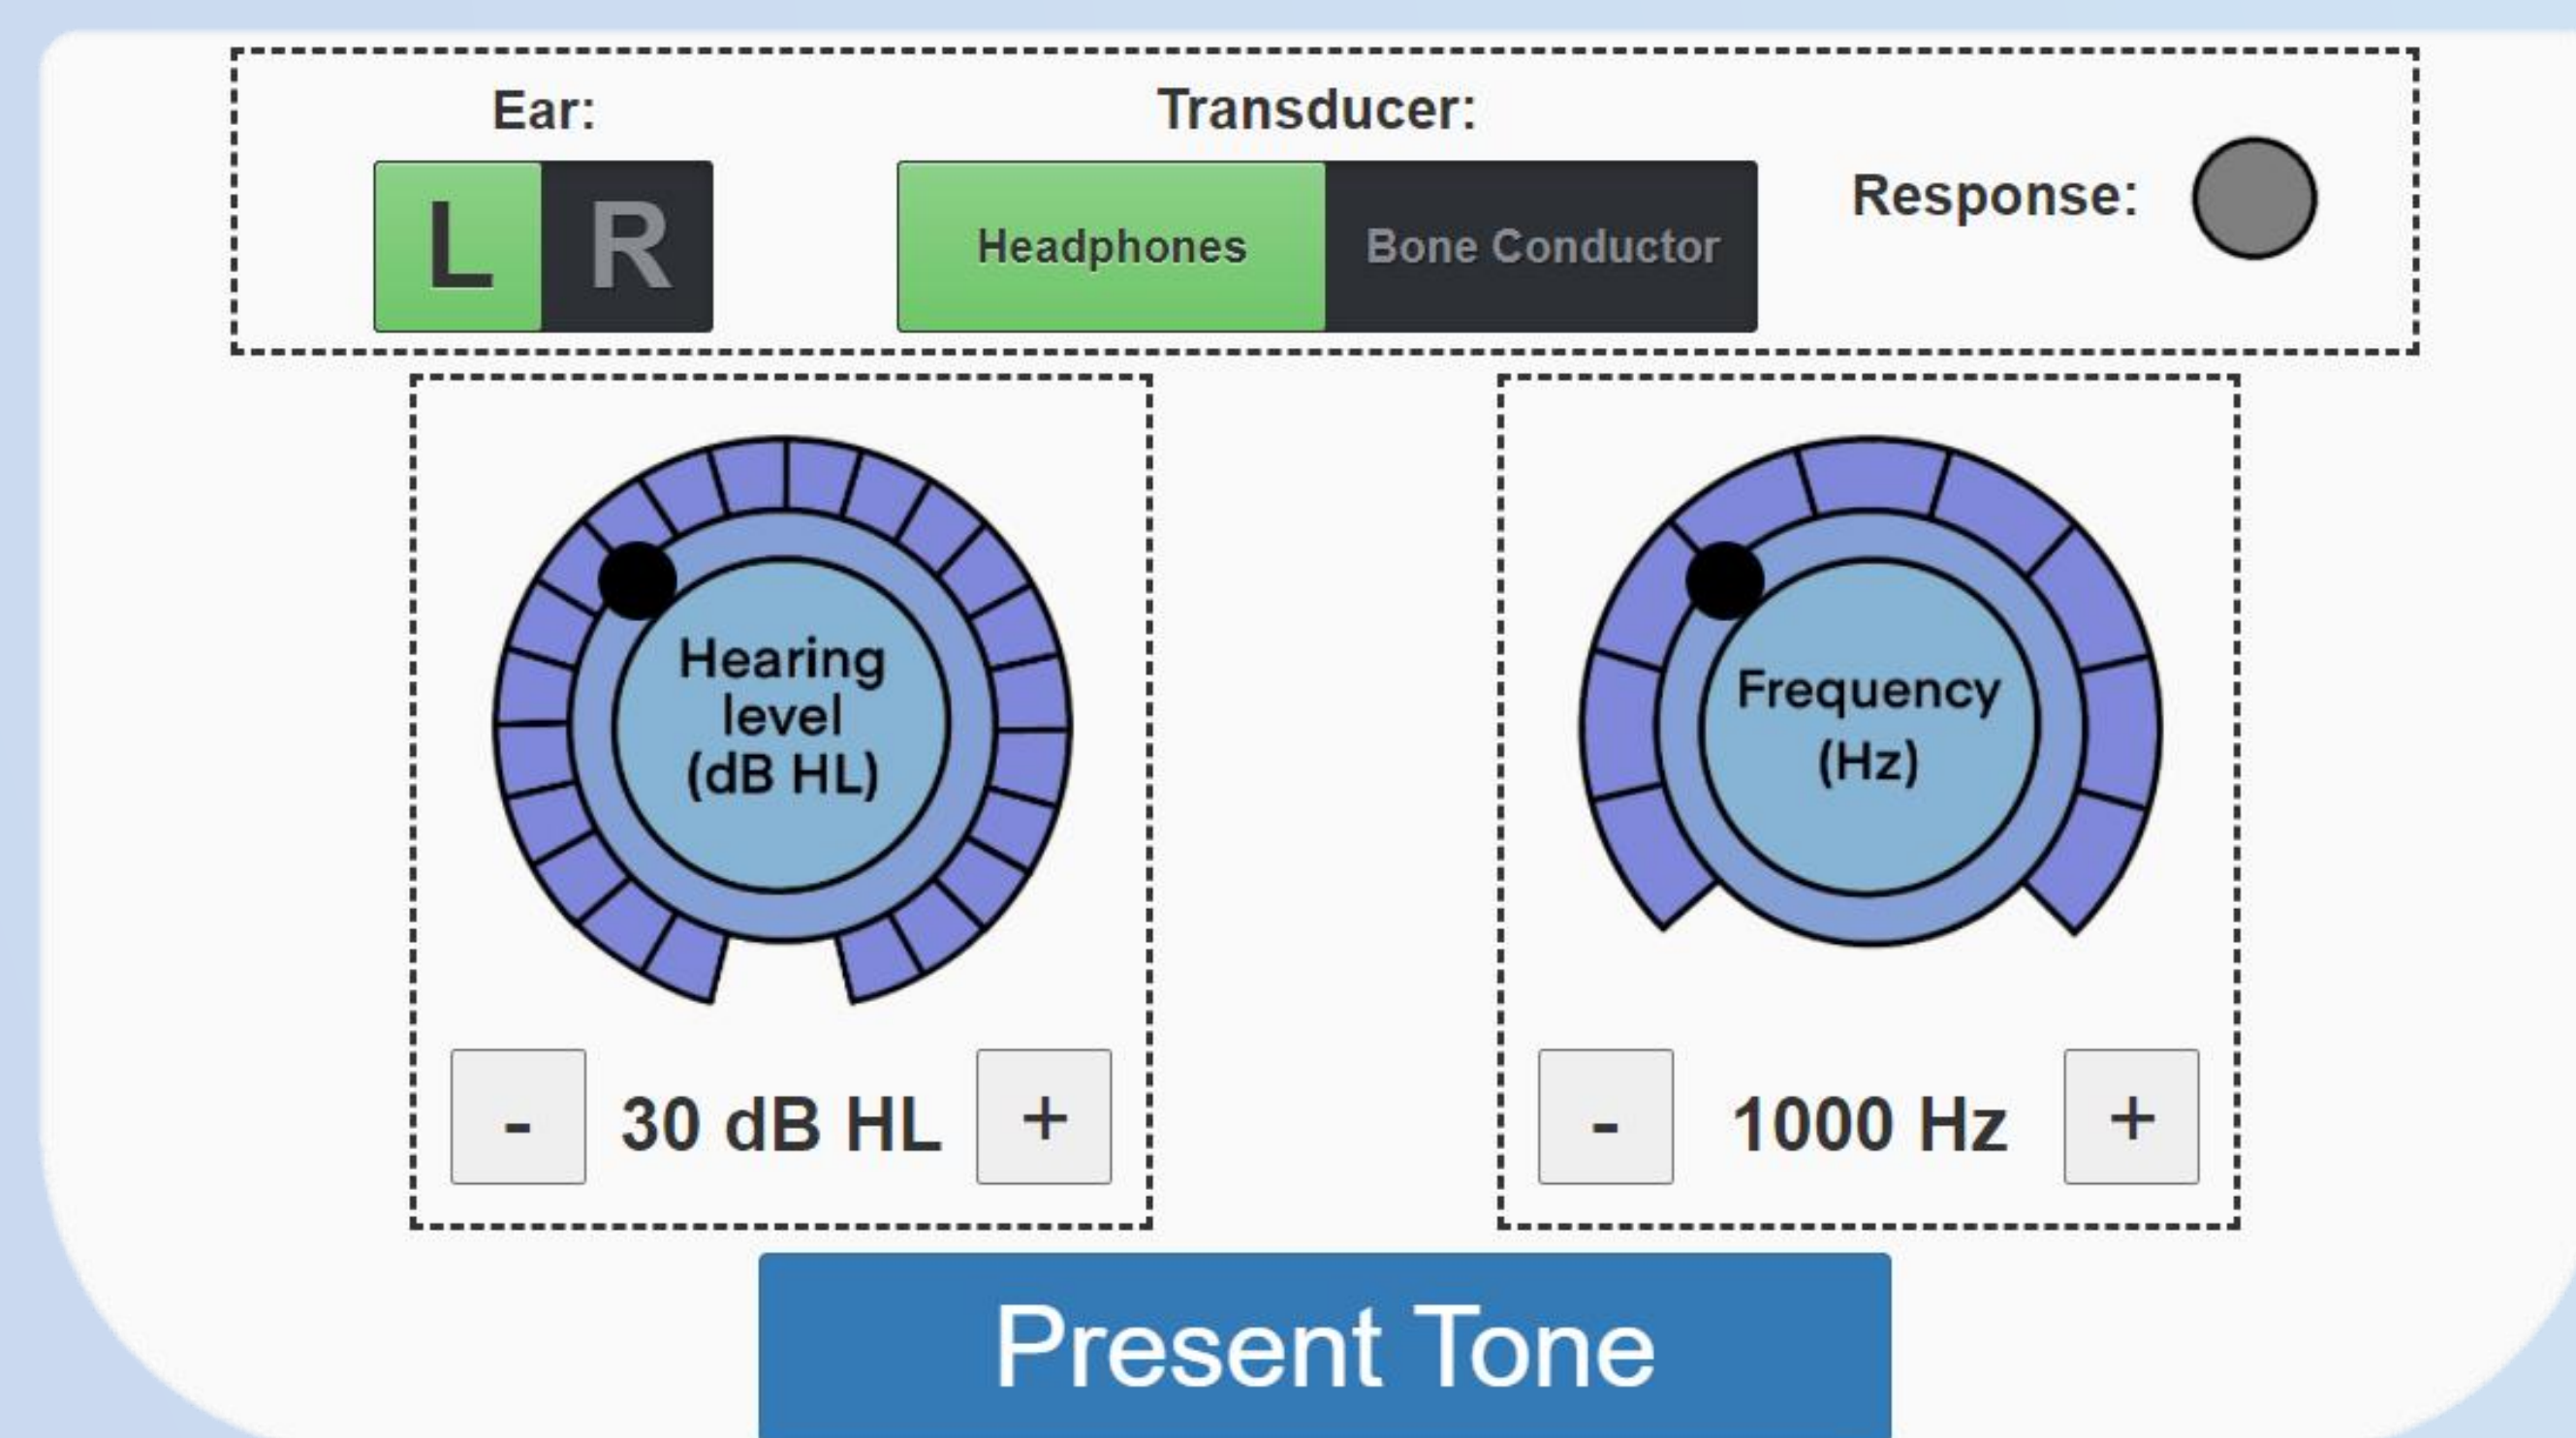 Ear:
Transducer:
L R
Headphones Bone Conductor
Response:
Hearing
level
(dB HL)
Frequency
(Hz)
- 30 dB HL +
- 1000 Hz +
Present Tone